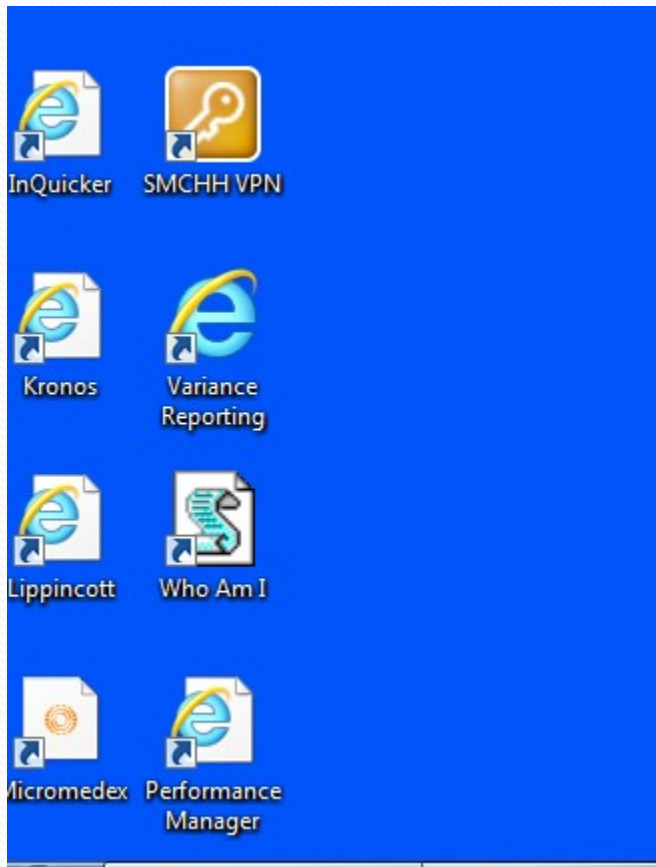 InQuicker
SMCHH VPN
Kronos
Variance
Reporting
Lippincott
Who Am I
Micromedex
Performance
Manager